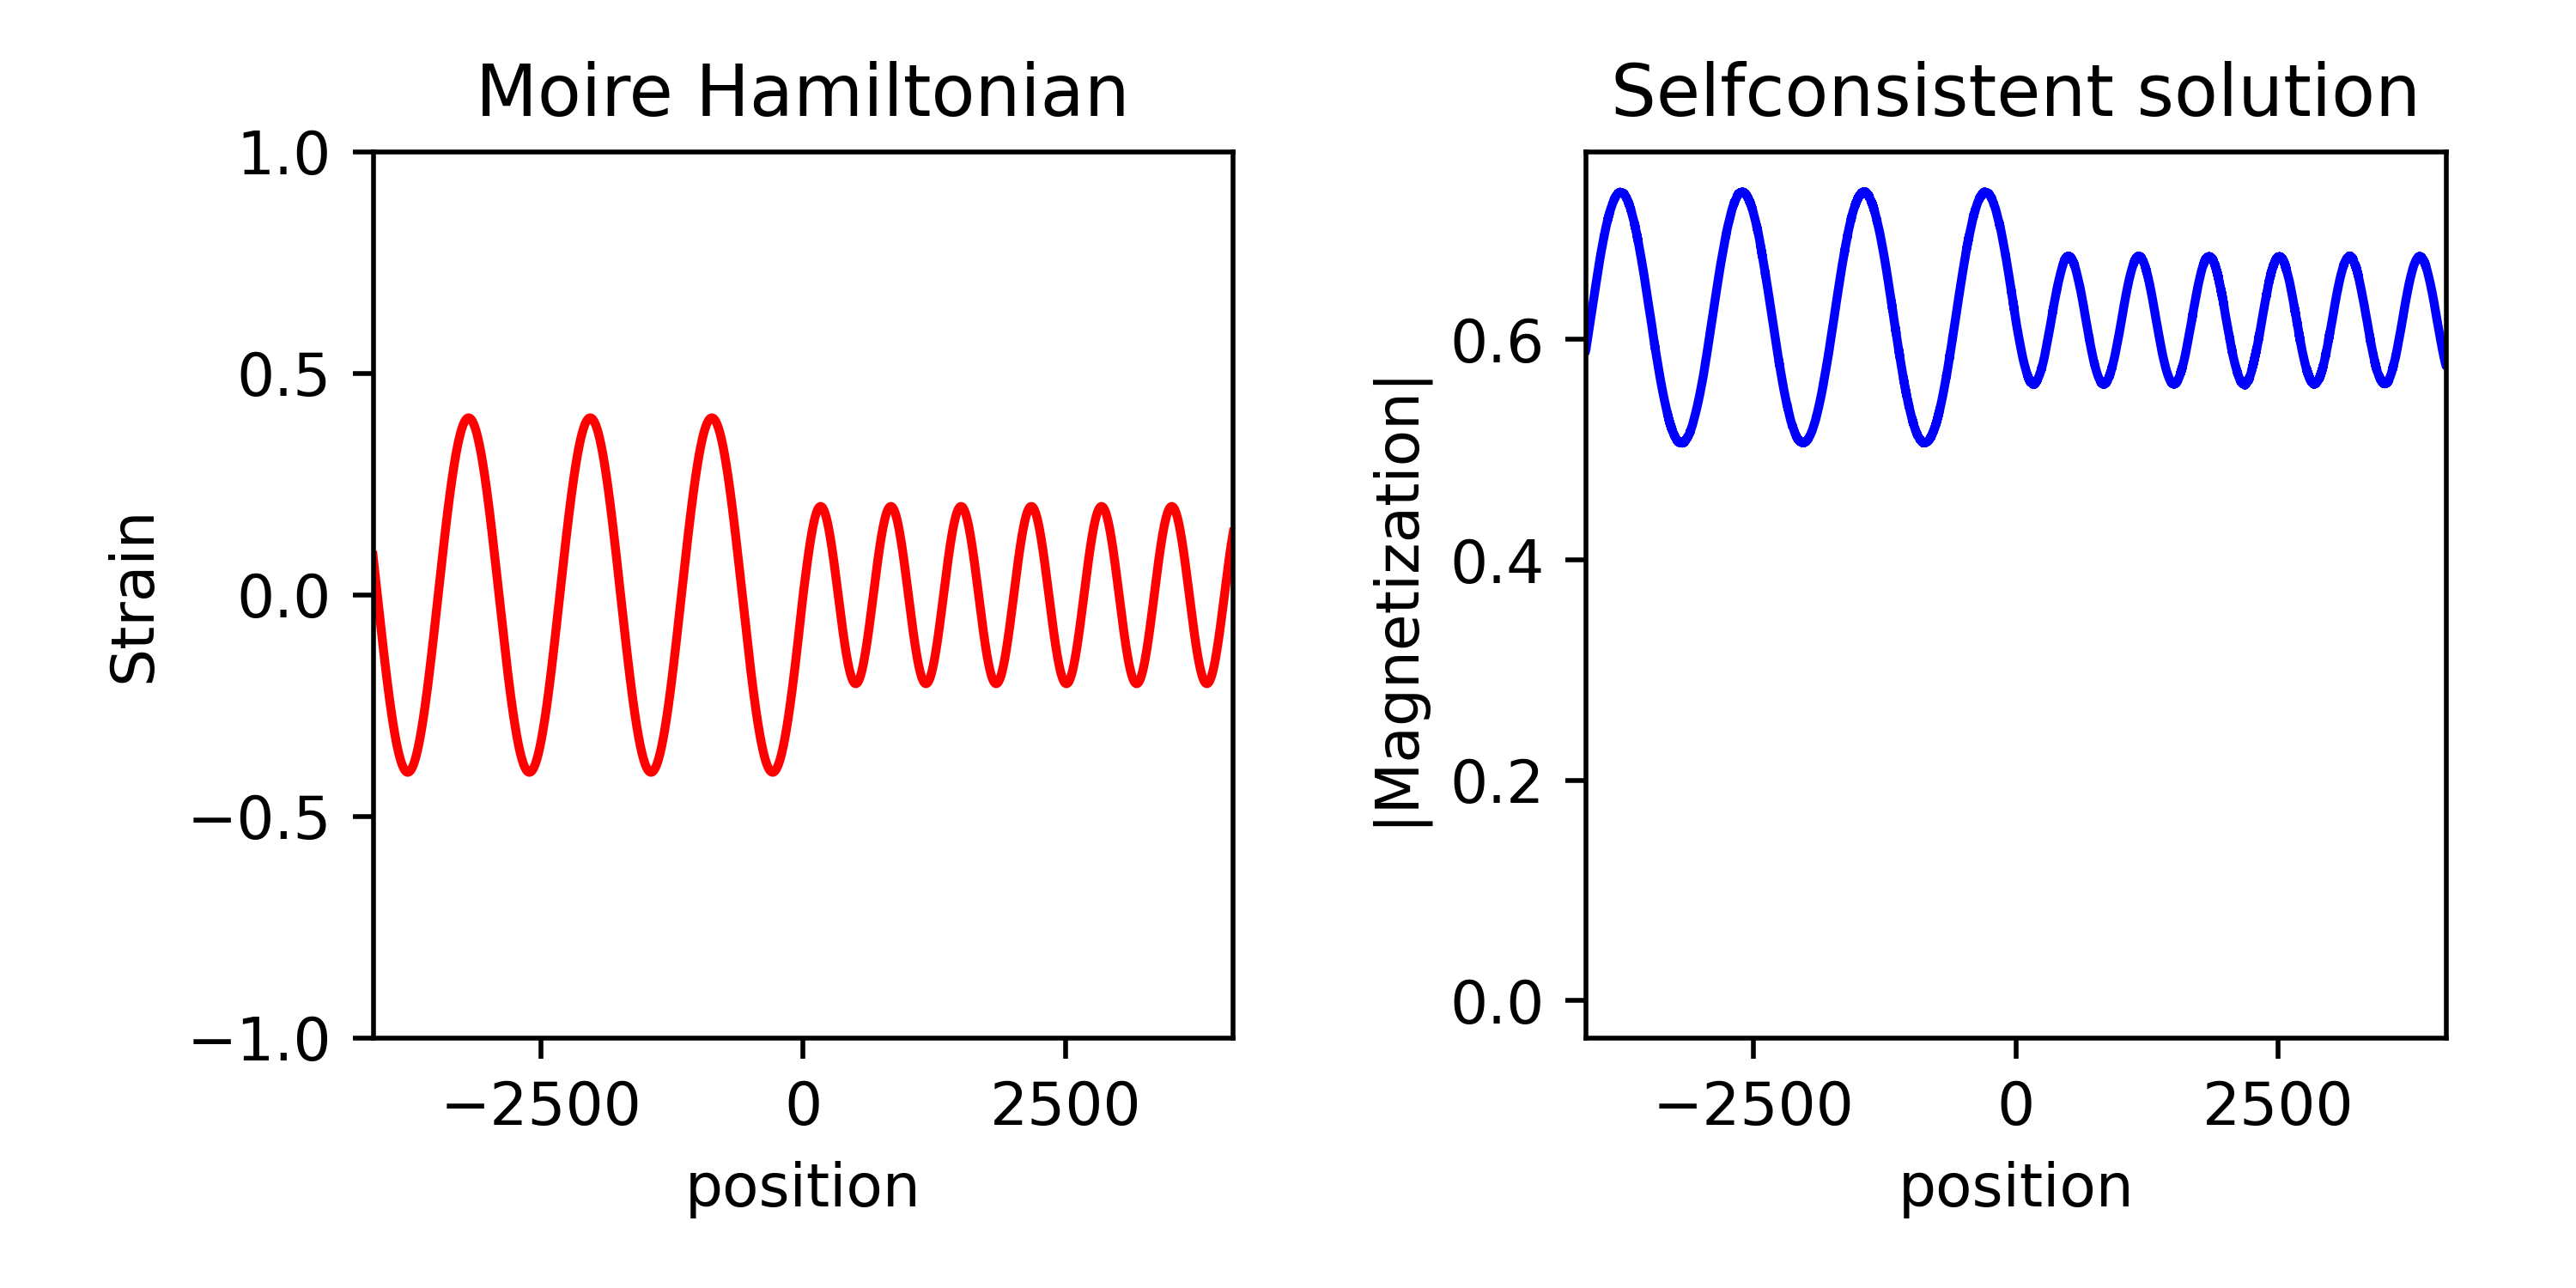 Moire Hamiltonian
1.0
0.5
0.0
−0.5
−1.0
Strain
−2500 0 2500
position
Selfconsistent solution
0.6
0.4
0.2
0.0
|Magnetization|
−2500 0 2500
position